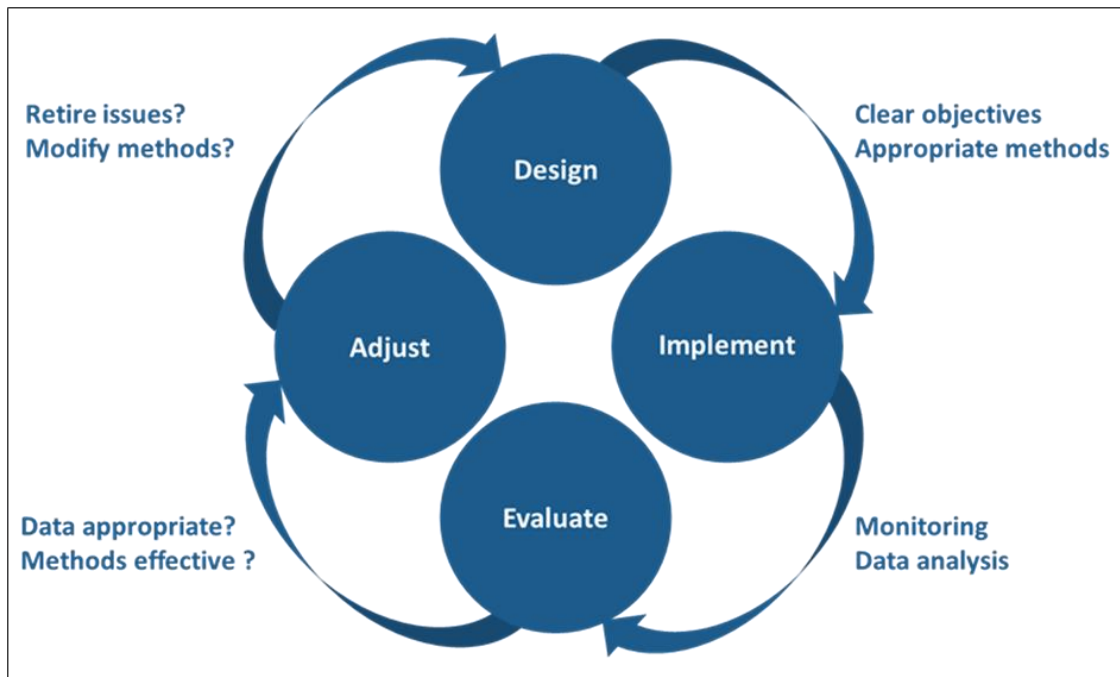 Retire issues?
Modify methods?
Design
Clear objectives
Appropriate methods
Adjust
Implement
Data appropriate?
Methods effective ?
Evaluate
Monitoring
Data analysis